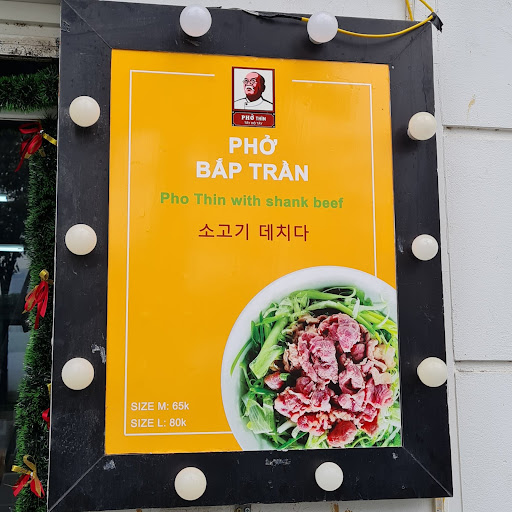 PHỞ THÌN
PHỞ
BẮP TRẦN
Pho Thin with shank beef
소고기 데치다
SIZE M: 65k
SIZE L: 80k